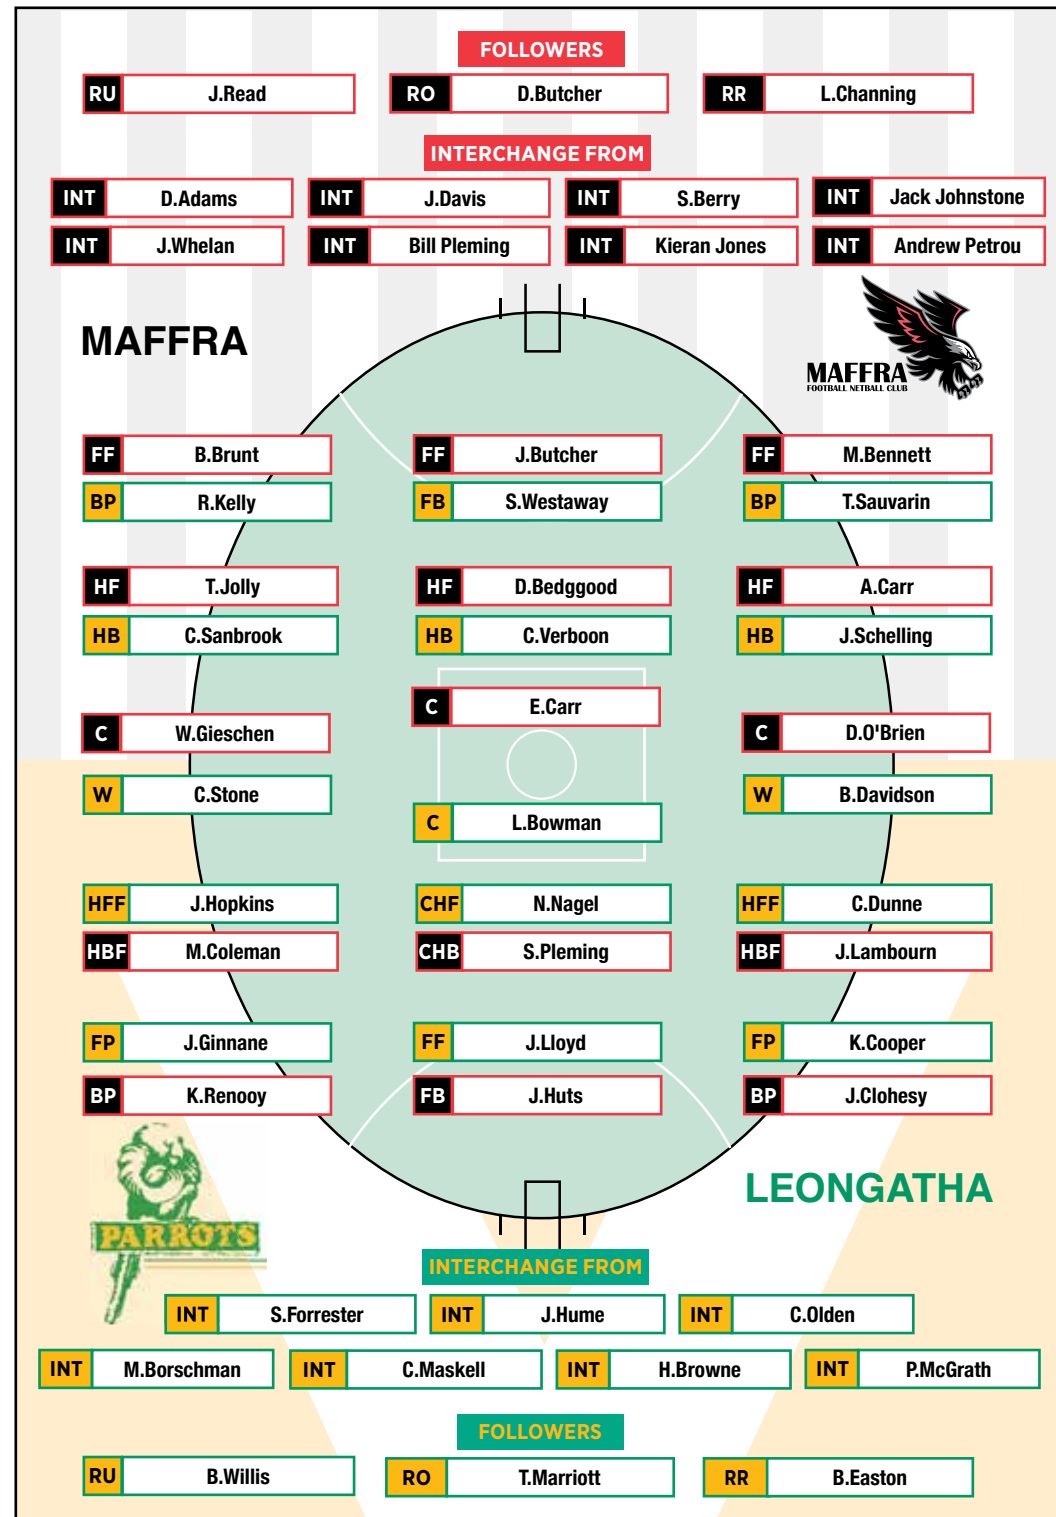 FOLLOWERS
RU J.Read RO D.Butcher RR L.Channing
INTERCHANGE FROM
INT D.Adams INT J.Davis INT S.Berry INT Jack Johnstone
INT J.Whelan INT Bill Pleming INT Kieran Jones INT Andrew Petrou
MAFFRA
MAFFRA
FOOTBALL NETBALL CLUB
FF B.Brunt FF J.Butcher FF M.Bennett
BP R.Kelly FB S.Westaway BP T.Sauvarin
HF T.Jolly HF D.Bedggood HF A.Carr
HB C.Sanbrook HB C.Verboon HB J.Schelling
C W.Gieschen C E.Carr C D.O'Brien
W C.Stone C L.Bowman W B.Davidson
HFF J.Hopkins CHF N.Nagel HFF C.Dunne
HBF M.Coleman CHB S.Pleming HBF J.Lambourn
FP J.Ginnane FF J.Lloyd FP K.Cooper
BP K.Renooy FB J.Huts BP J.Clohesy
PARROTS
LEONGATHA
INTERCHANGE FROM
INT S.Forrester INT J.Hume INT C.Olden
INT M.Borschman INT C.Maskell INT H.Browne INT P.McGrath
FOLLOWERS
RU B.Willis RO T.Marriott RR B.Easton